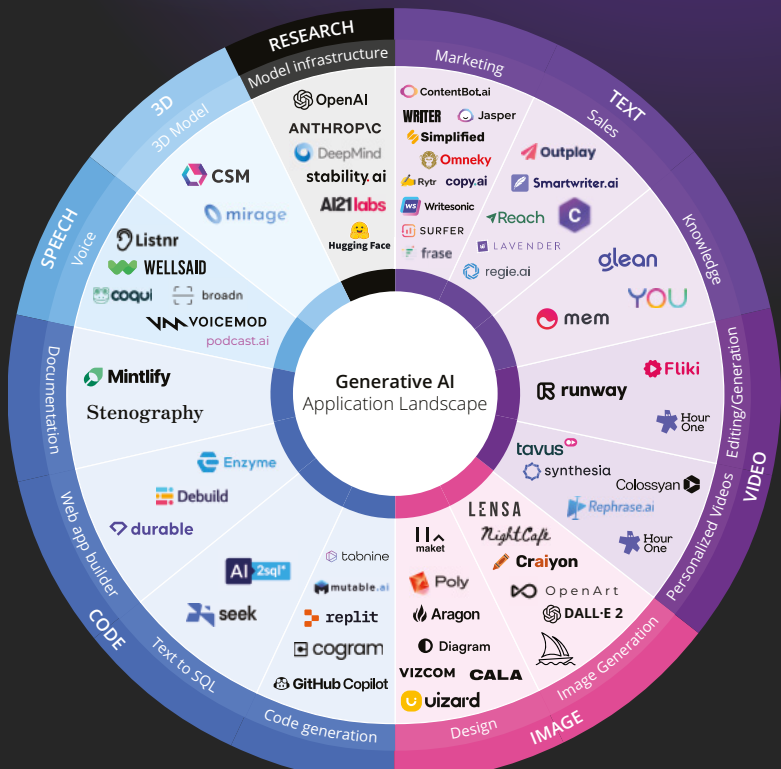 RESEARCH
Model infrastructure
OpenAI
ANTHROP\C
DeepMind
stability.ai
AI21labs
Hugging Face
TEXT
Marketing
ContentBot.ai
WRITER
Jasper
Simplified
Omneky
Rytr
copy.ai
WS
Writesonic
SURFER
frase
Sales
Outplay
Smartwriter.ai
Reach
C
LAVENDER
regie.ai
Knowledge
glean
YOU
mem
VIDEO
Editing/Generation
Fliki
runway
Hour
One
Personalized Videos
tavus
synthesia
Colossyan
Rephrase.ai
Hour
One
IMAGE
Image Generation
LENSA
NightCafe
Craiyon
OpenArt
DALL·E 2
Design
maket
Poly
Aragon
Diagram
VIZCOM
CALA
uizard
CODE
Code generation
tabnine
mutable.ai
replit
cogram
GitHub Copilot
Text to SQL
AI 2sql*
seek
Web app builder
Enzyme
Debuild
durable
Documentation
Mintlify
Stenography
SPEECH
Voice
Listnr
WELLSAID
coqui
broadn
VOICEMOD
podcast.ai
3D
3D Model
CSM
mirage
Generative AI
Application Landscape